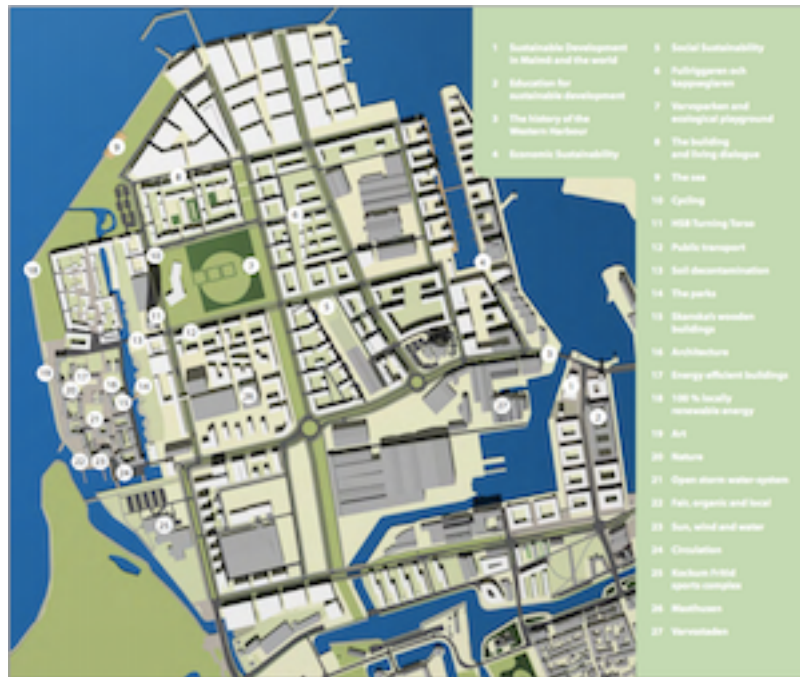 1 Sustainable Development
in Malmö and the world
2 Education for
sustainable development
3 The history of the
Western Harbour
4 Economic Sustainability
5 Social Sustainability
6 Fullriggaren och
kappseglaren
7 Varvsparken and
ecological playground
8 The building
and living dialogue
9 The sea
10 Cycling
11 HSB Turning Torso
12 Public transport
13 Soil decontamination
14 The parks
15 Skanska's wooden
buildings
16 Architecture
17 Energy efficient buildings
18 100 % locally
renewable energy
19 Art
20 Nature
21 Open storm water system
22 Fair, organic and local
23 Sun, wind and water
24 Circulation
25 Kockum Fritid
sports complex
26 Masthusen
27 Varvsstaden